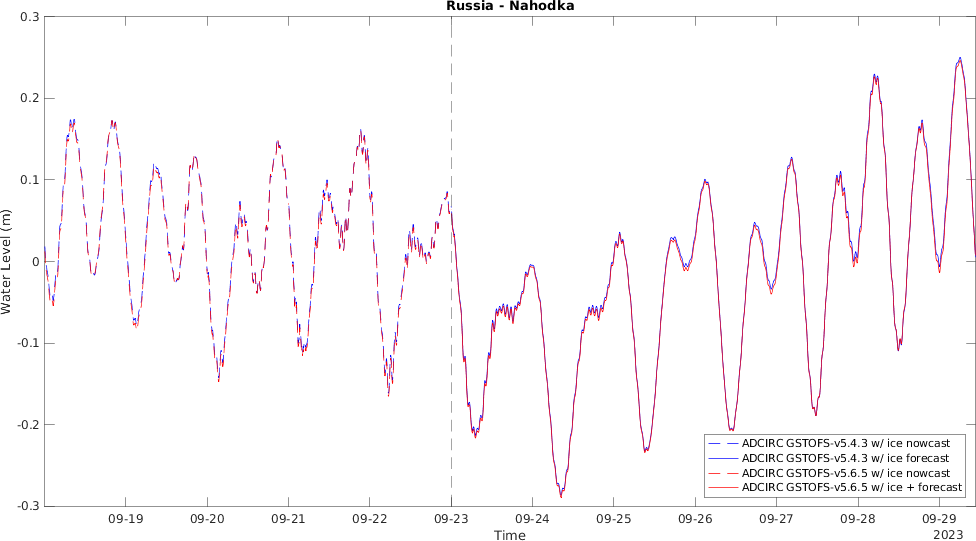 Russia - Nahodka
0.3
0.2
0.1
0
-0.1
-0.2
-0.3
Water Level (m)
09-19 09-20 09-21 09-22 09-23 09-24 09-25 09-26 09-27 09-28 09-29
Time
2023
ADCIRC GSTOFS-v5.4.3 w/ ice nowcast
ADCIRC GSTOFS-v5.4.3 w/ ice forecast
ADCIRC GSTOFS-v5.6.5 w/ ice nowcast
ADCIRC GSTOFS-v5.6.5 w/ ice + forecast